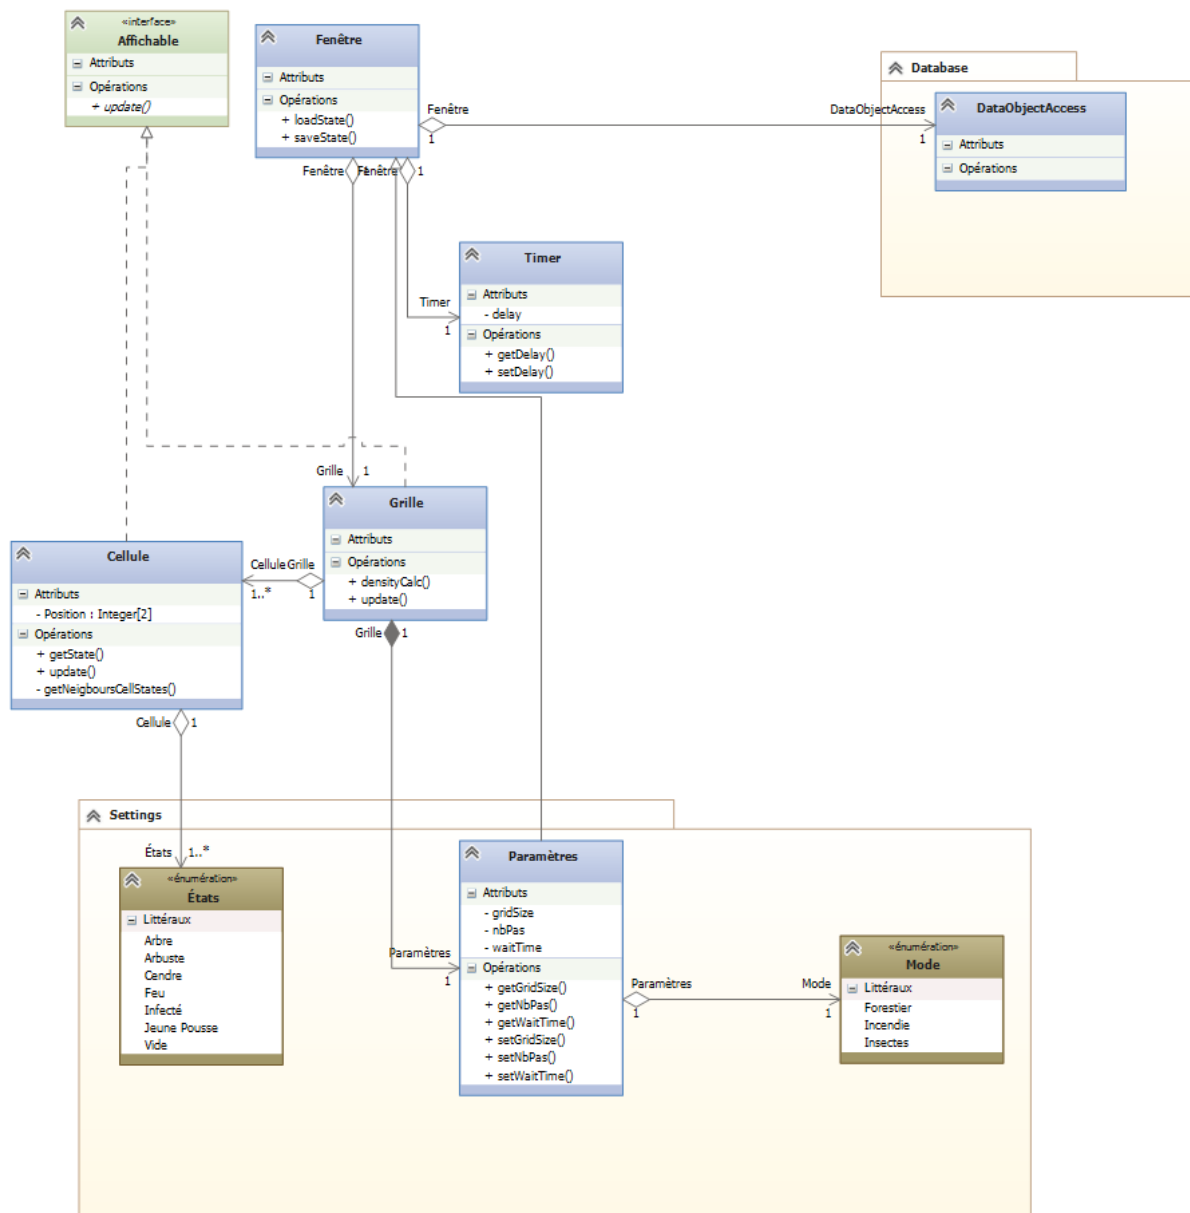 «interface»
Affichable
Attributs
Opérations
+ update()
Fenêtre
Attributs
Opérations
+ loadState()
+ saveState()
Fenêtre
1
DataObjectAccess
1
Database
DataObjectAccess
Attributs
Opérations
Fenêtre
Fenêtre
1
Timer
1
Timer
Attributs
- delay
Opérations
+ getDelay()
+ setDelay()
Grille
1
Grille
Attributs
Opérations
+ densityCalc()
+ update()
Cellule
Grille
1..*
1
Cellule
Attributs
- Position : Integer[2]
Opérations
+ getState()
+ update()
- getNeigboursCellStates()
Grille
1
Cellule
1
Settings
États
1..*
«énumération»
États
Littéraux
Arbre
Arbuste
Cendre
Feu
Infecté
Jeune Pousse
Vide
Paramètres
1
Paramètres
Attributs
- gridSize
- nbPas
- waitTime
Opérations
+ getGridSize()
+ getNbPas()
+ getWaitTime()
+ setGridSize()
+ setNbPas()
+ setWaitTime()
Paramètres
1
Mode
1
«énumération»
Mode
Littéraux
Forestier
Incendie
Insectes